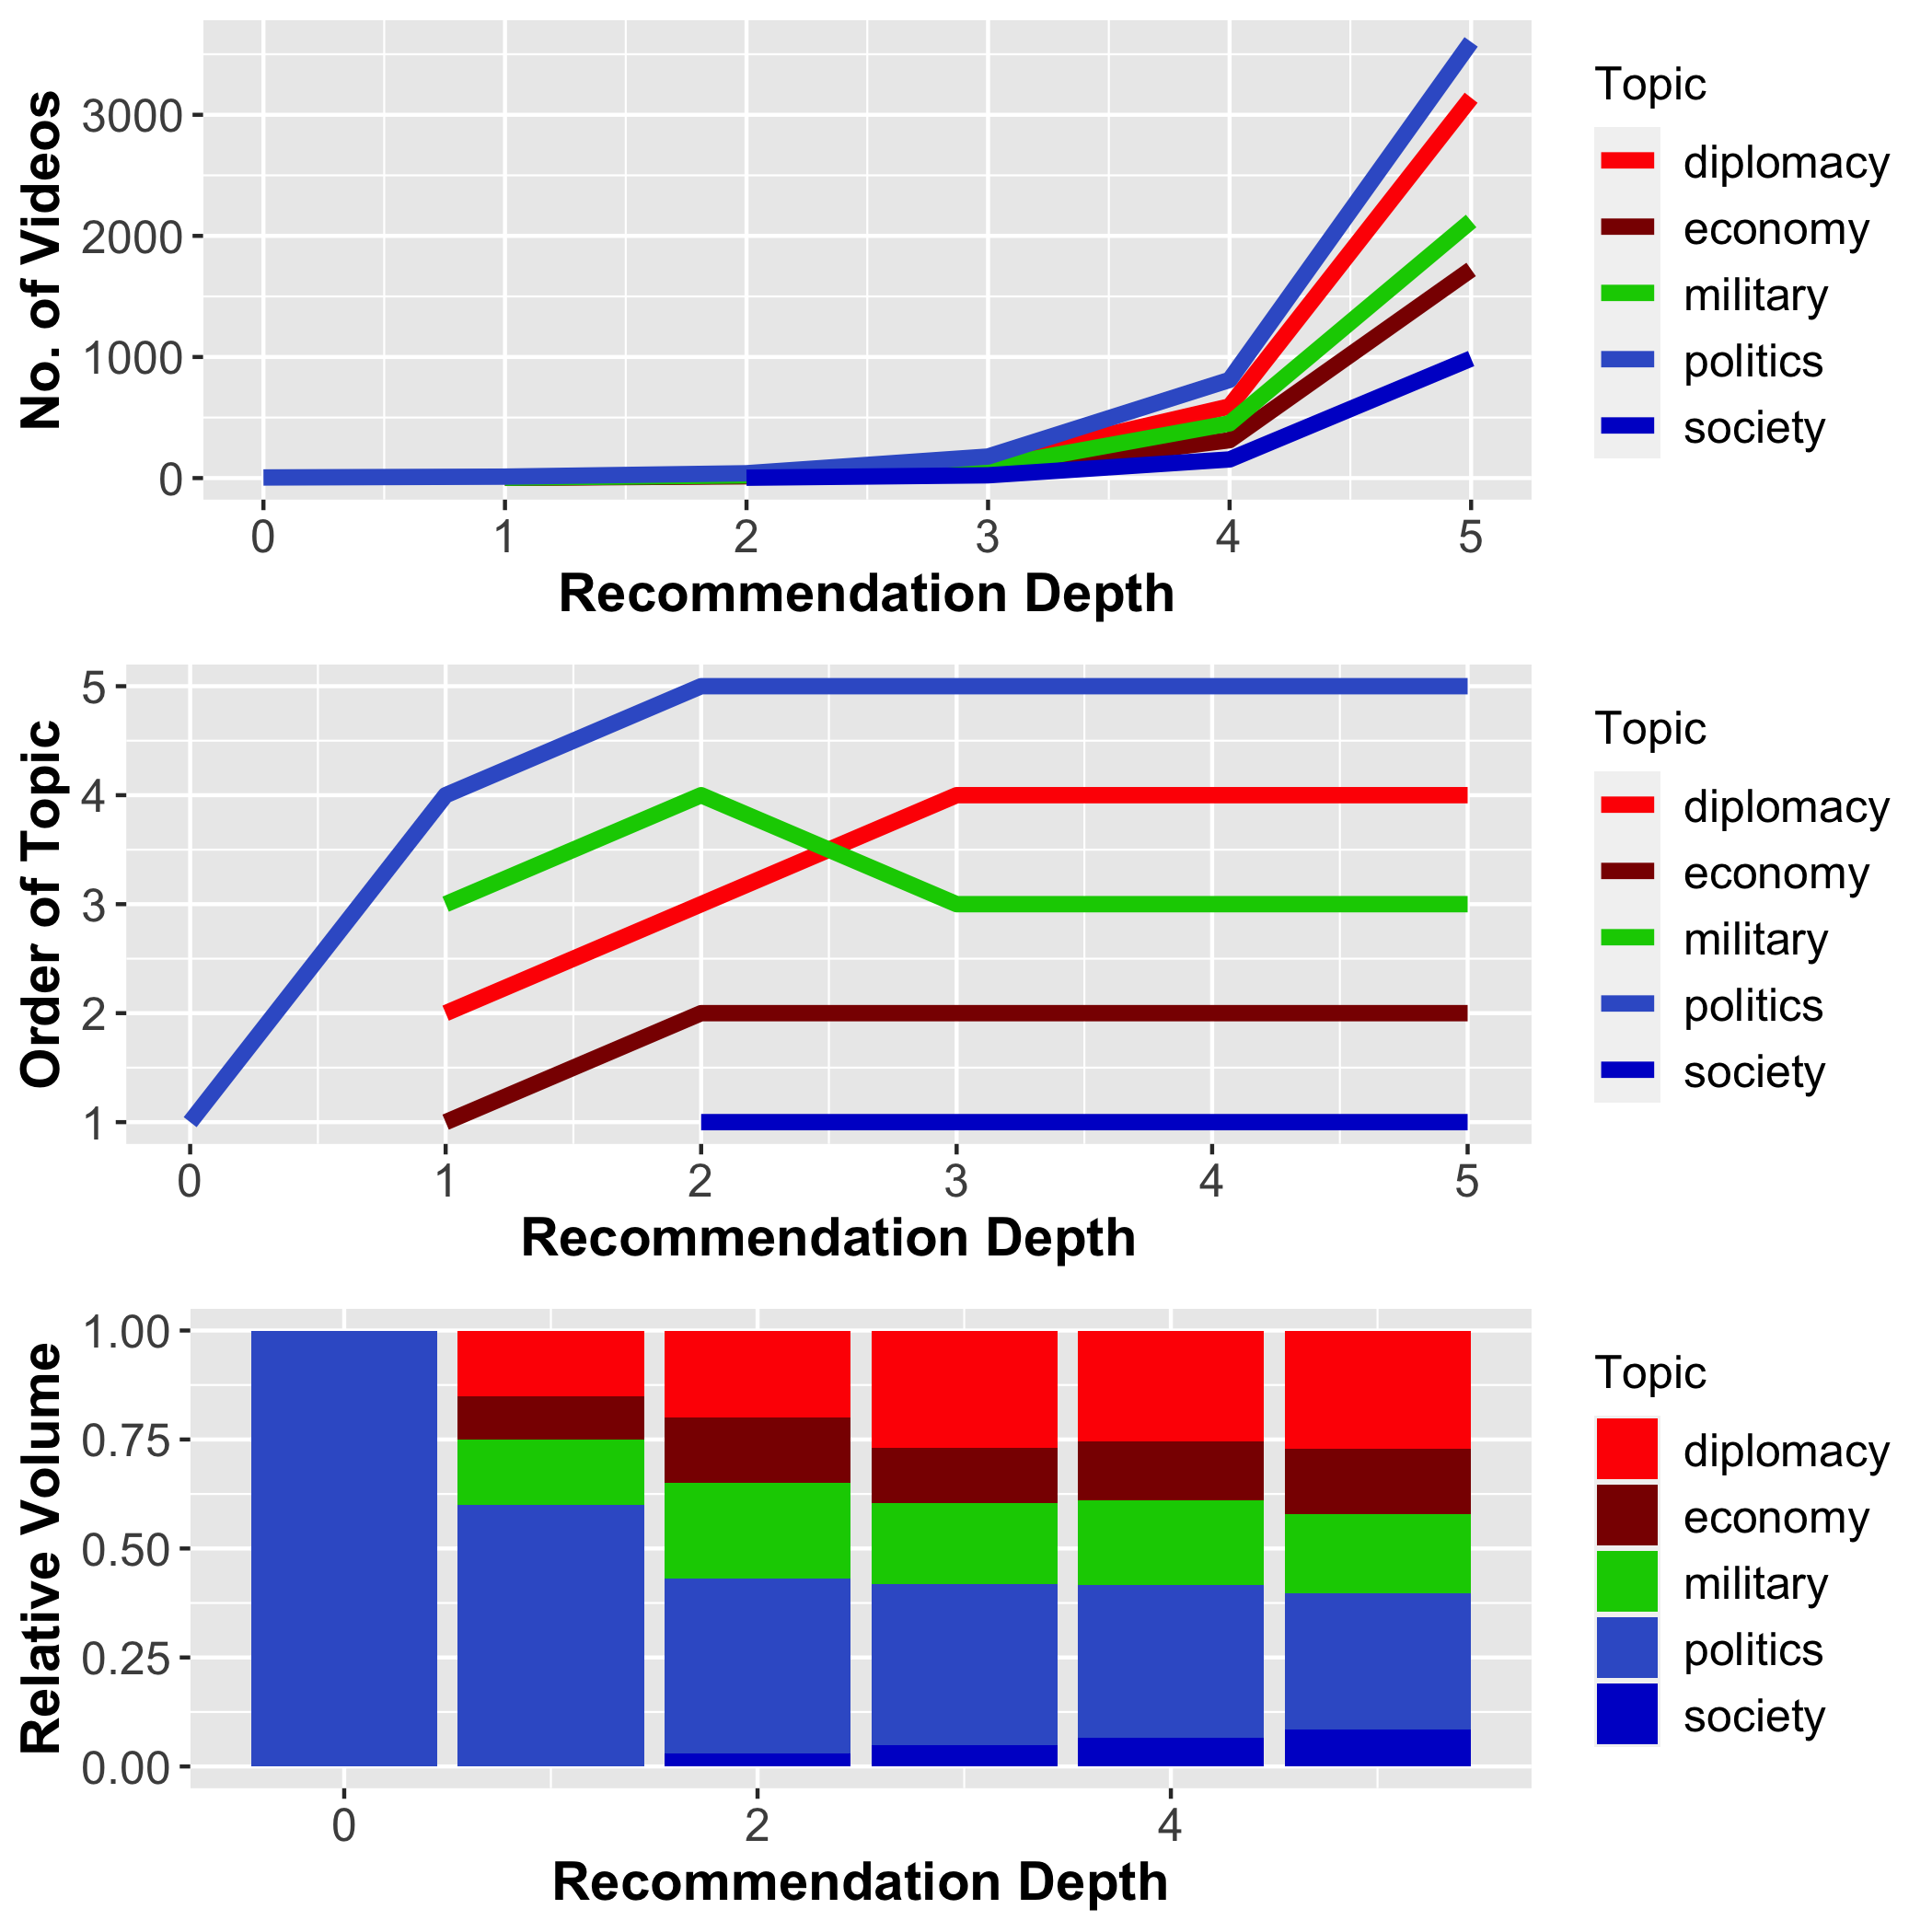 No. of Videos
3000
2000
1000
0
0 1 2 3 4 5
Recommendation Depth
Topic
diplomacy
economy
military
politics
society
Order of Topic
5
4
3
2
1
0 1 2 3 4 5
Recommendation Depth
Topic
diplomacy
economy
military
politics
society
Relative Volume
1.00
0.75
0.50
0.25
0.00
0 2 4
Recommendation Depth
Topic
diplomacy
economy
military
politics
society